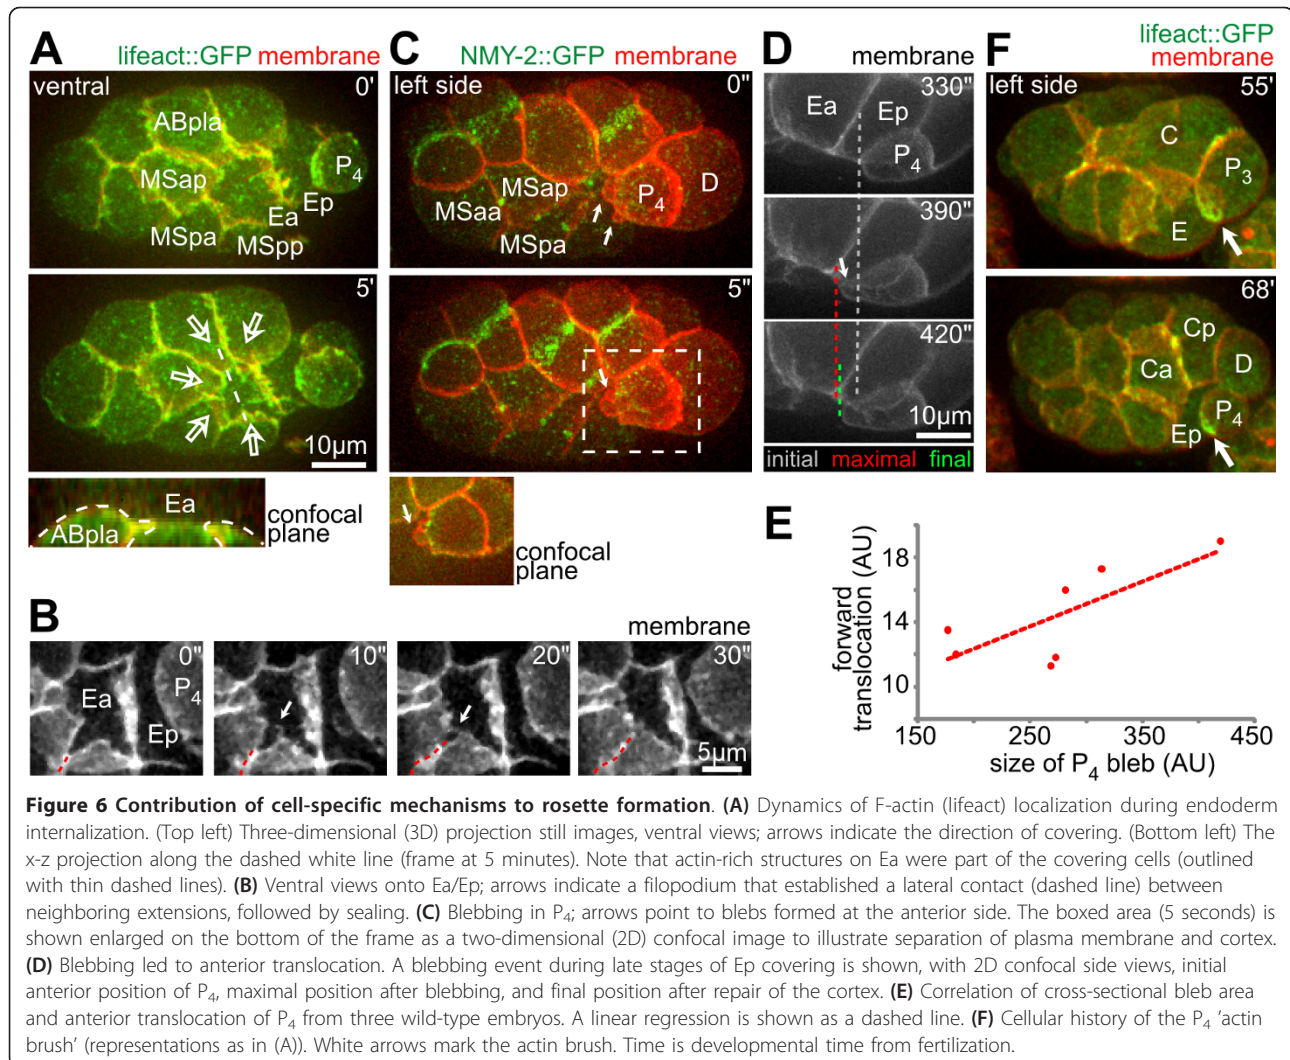 A
lifeact::GFP membrane
ventral
0'
ABpla
MSap
MSpa
MSpp
Ea
Ep
P4
5'
10µm
Ea
ABpla
confocal plane
C
NMY-2::GFP membrane
left side
0"
MSap
MSaa
MSpa
P4
D
5"
confocal plane
D
membrane
330"
Ea
Ep
P4
390"
420"
10µm
initial maximal final
F
lifeact::GFP
membrane
left side
55'
C
P3
E
68'
Cp
Ca
D
P4
Ep
B
membrane
0"
Ea
P4
Ep
10"
20"
30"
5µm
E
forward translocation (AU)
18
14
10
150 250 350 450
size of P4 bleb (AU)
Figure 6 Contribution of cell-specific mechanisms to rosette formation. (A) Dynamics of F-actin (lifeact) localization during endoderm
internalization. (Top left) Three-dimensional (3D) projection still images, ventral views; arrows indicate the direction of covering. (Bottom left) The
x-z projection along the dashed white line (frame at 5 minutes). Note that actin-rich structures on Ea were part of the covering cells (outlined
with thin dashed lines). (B) Ventral views onto Ea/Ep; arrows indicate a filopodium that established a lateral contact (dashed line) between
neighboring extensions, followed by sealing. (C) Blebbing in P4; arrows point to blebs formed at the anterior side. The boxed area (5 seconds) is
shown enlarged on the bottom of the frame as a two-dimensional (2D) confocal image to illustrate separation of plasma membrane and cortex.
(D) Blebbing led to anterior translocation. A blebbing event during late stages of Ep covering is shown, with 2D confocal side views, initial
anterior position of P4, maximal position after blebbing, and final position after repair of the cortex. (E) Correlation of cross-sectional bleb area
and anterior translocation of P4 from three wild-type embryos. A linear regression is shown as a dashed line. (F) Cellular history of the P4 'actin
brush' (representations as in (A)). White arrows mark the actin brush. Time is developmental time from fertilization.